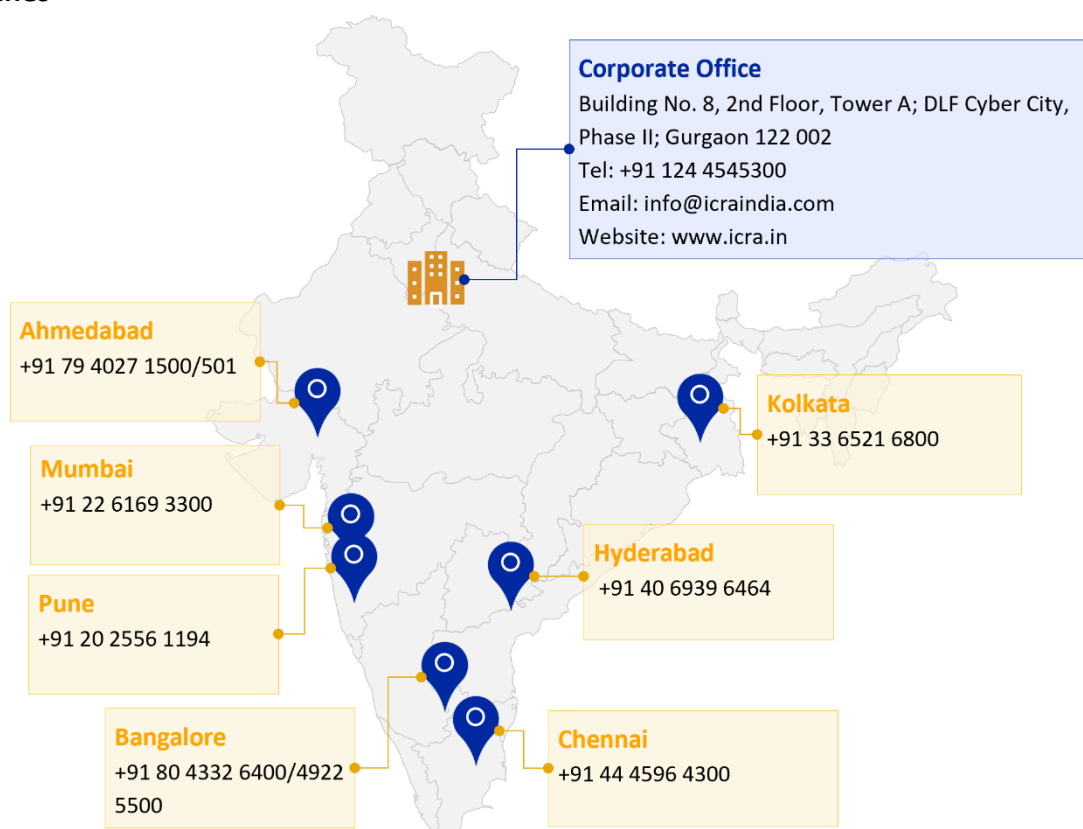 Corporate Office
Building No. 8, 2nd Floor, Tower A; DLF Cyber City,
Phase II; Gurgaon 122 002
Tel: +91 124 4545300
Email: info@icraindia.com
Website: www.icra.in
Ahmedabad
+91 79 4027 1500/501
Kolkata
+91 33 6521 6800
Mumbai
+91 22 6169 3300
Hyderabad
+91 40 6939 6464
Pune
+91 20 2556 1194
Bangalore
+91 80 4332 6400/4922
5500
Chennai
+91 44 4596 4300